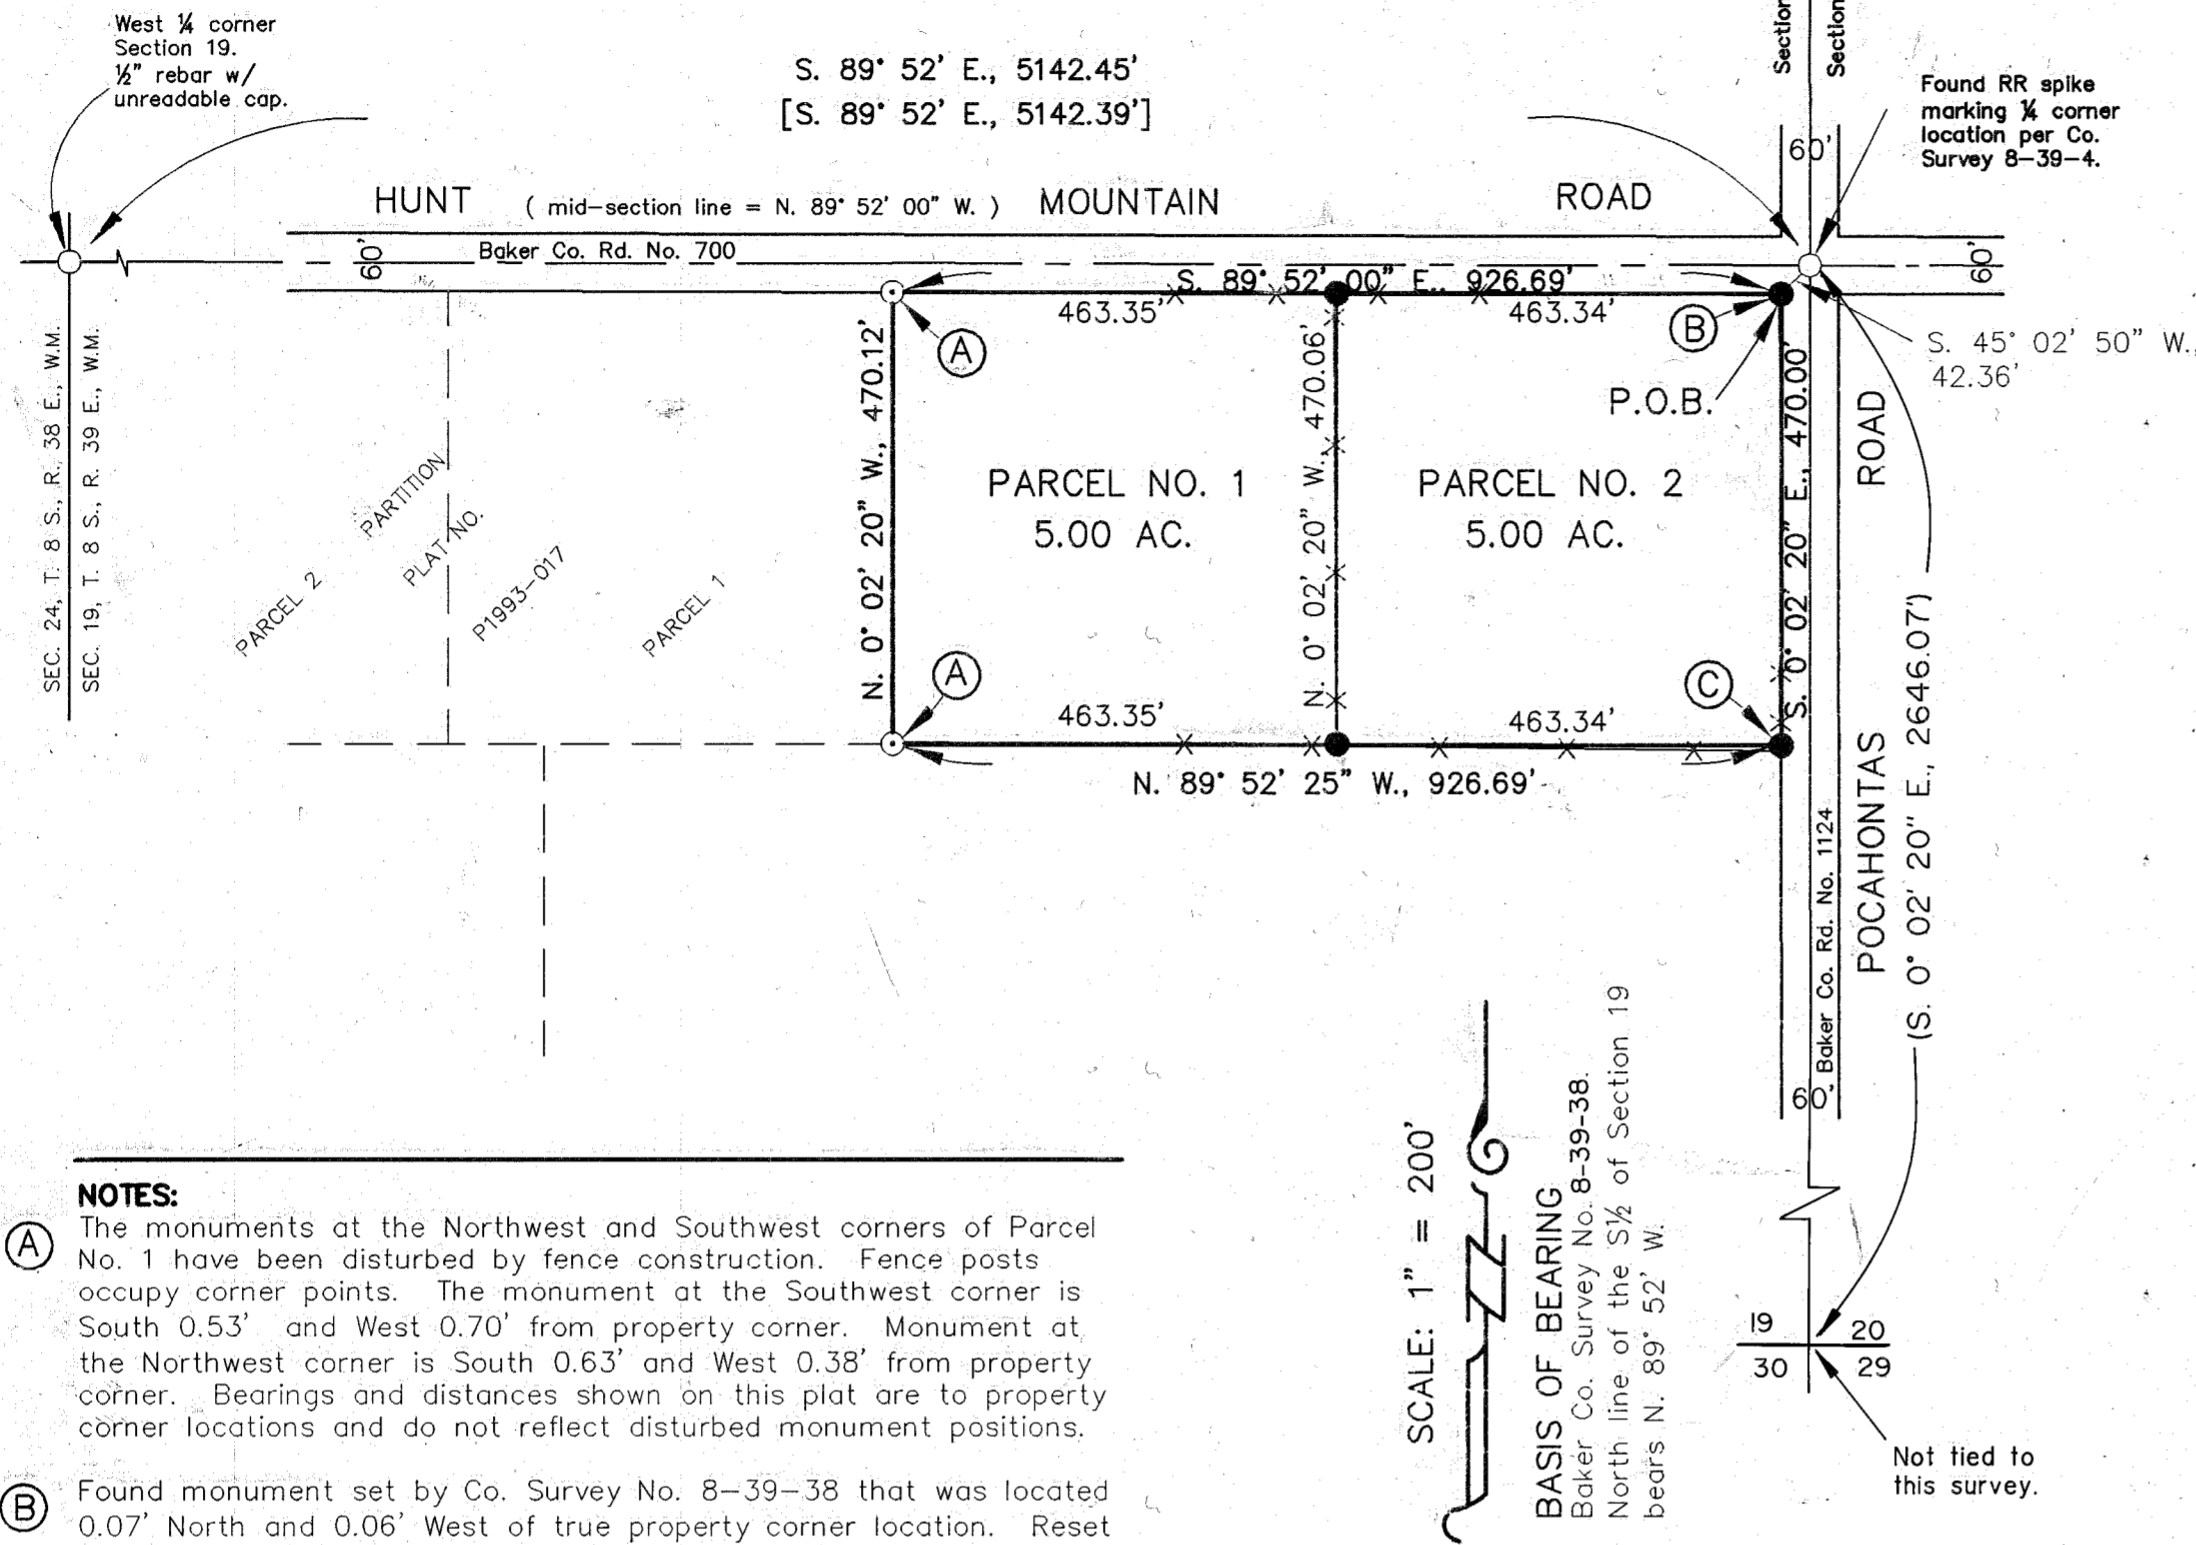 West ¼ corner
Section 19.
½" rebar w/
unreadable cap.
S. 89° 52' E., 5142.45'
[S. 89° 52' E., 5142.39']
Section
Section
Found RR spike
marking ¼ corner
location per Co.
Survey 8-39-4.
60'
HUNT ( mid-section line = N. 89° 52' 00" W. ) MOUNTAIN ROAD
Baker Co. Rd. No. 700
60'
60'
S. 89° 52' 00" E., 926.69'
463.35'
463.34'
A
B
P.O.B.
S. 45° 02' 50" W.,
42.36'
SEC. 24, T. 8 S., R. 38 E., W.M.
SEC. 19, T. 8 S., R. 39 E., W.M.
N. 0° 02' 20" W., 470.12'
N. 0° 02' 20" W., 470.06'
S. 0° 02' 20" E., 470.00'
PARCEL NO. 1
5.00 AC.
PARCEL NO. 2
5.00 AC.
PARCEL 2
PARTITION
PLAT NO.
P1993-017
PARCEL 1
A
C
463.35'
463.34'
N. 89° 52' 25" W., 926.69'
POCAHONTAS ROAD
Baker Co. Rd. No. 1124
60'
(S. 0° 02' 20" E., 2646.07')
SCALE: 1" = 200'
BASIS OF BEARING
Baker Co. Survey No. 8-39-38.
North line of the S½ of Section 19
bears N. 89° 52' W.
19
20
30
29
Not tied to
this survey.
NOTES:
A
The monuments at the Northwest and Southwest corners of Parcel
No. 1 have been disturbed by fence construction. Fence posts
occupy corner points. The monument at the Southwest corner is
South 0.53' and West 0.70' from property corner. Monument at
the Northwest corner is South 0.63' and West 0.38' from property
corner. Bearings and distances shown on this plat are to property
corner locations and do not reflect disturbed monument positions.
B
Found monument set by Co. Survey No. 8-39-38 that was located
0.07' North and 0.06' West of true property corner location. Reset